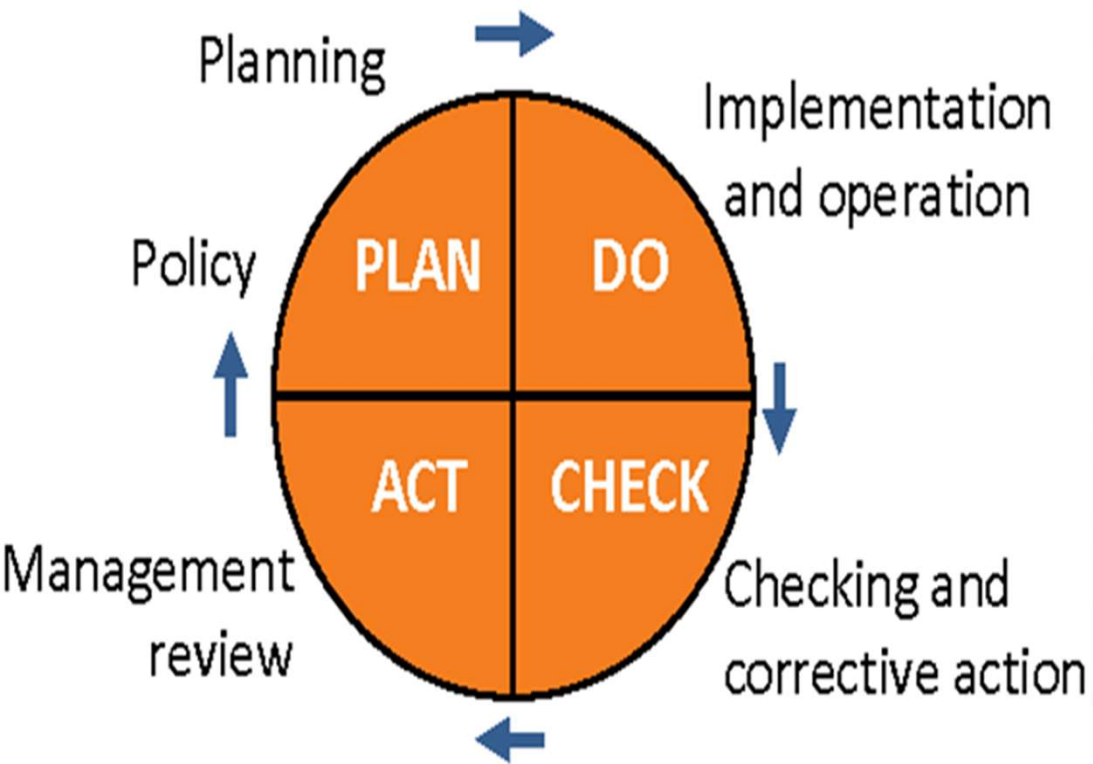 Planning
Implementation
and operation
Policy
PLAN
DO
ACT
CHECK
Management
review
Checking and
corrective action